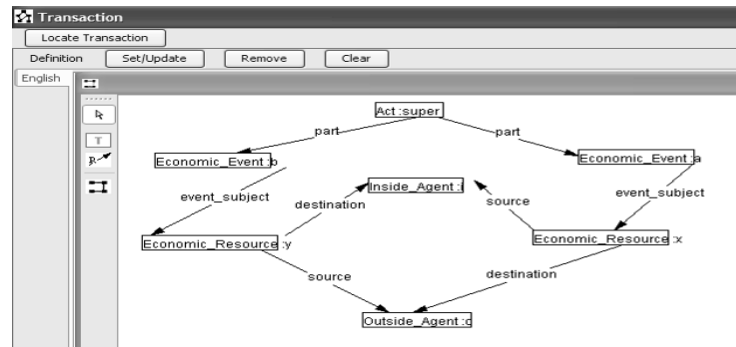 Transaction
Locate Transaction
Definition Set/Update Remove Clear
English
T
R
Act :super
part part
Economic_Event :b Economic_Event :a
event_subject Inside_Agent :i event_subject
destination source
Economic_Resource :y Economic_Resource :x
source destination
Outside_Agent :o